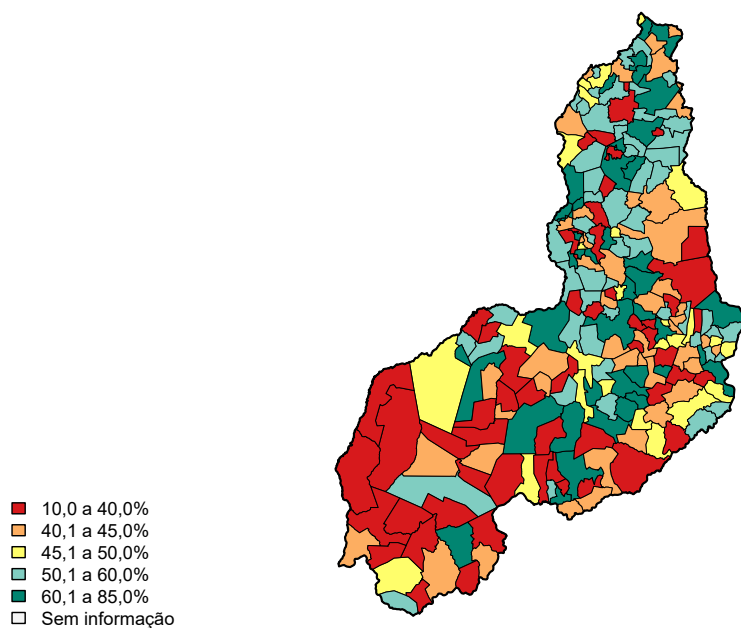 10,0 a 40,0%
40,1 a 45,0%
45,1 a 50,0%
50,1 a 60,0%
60,1 a 85,0%
Sem informação